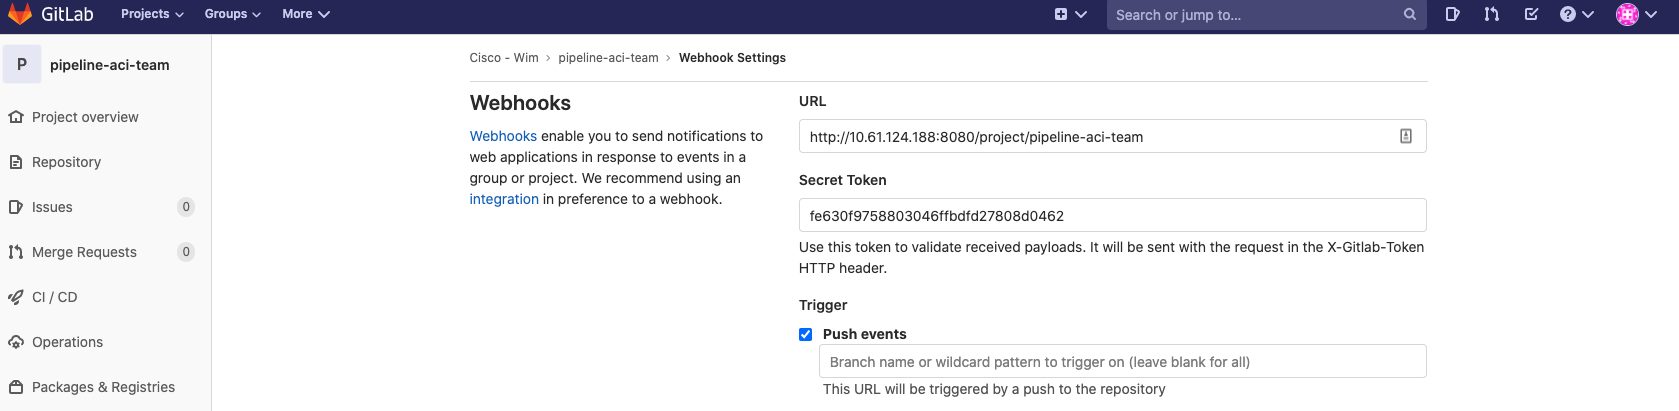 GitLab Projects Groups More Search or jump to...
P pipeline-aci-team
Project overview
Repository
Issues 0
Merge Requests 0
CI / CD
Operations
Packages & Registries
Cisco - Wim > pipeline-aci-team > Webhook Settings
Webhooks
Webhooks enable you to send notifications to
web applications in response to events in a
group or project. We recommend using an
integration in preference to a webhook.
URL
http://10.61.124.188:8080/project/pipeline-aci-team
Secret Token
fe630f9758803046ffbdfd27808d0462
Use this token to validate received payloads. It will be sent with the request in the X-Gitlab-Token
HTTP header.
Trigger
Push events
Branch name or wildcard pattern to trigger on (leave blank for all)
This URL will be triggered by a push to the repository